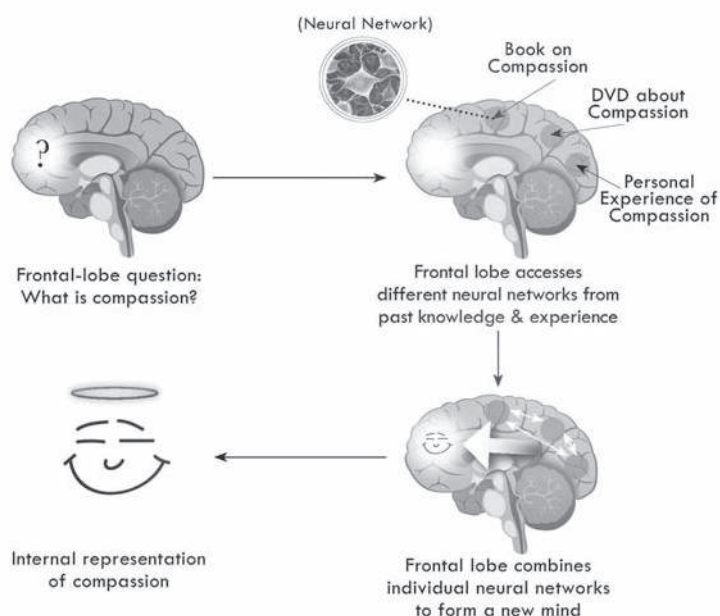 (Neural Network)
Book on
Compassion
DVD about
Compassion
?
Personal
Experience of
Compassion
Frontal-lobe question:
What is compassion?
Frontal lobe accesses
different neural networks from
past knowledge & experience
Internal representation
of compassion
Frontal lobe combines
individual neural networks
to form a new mind